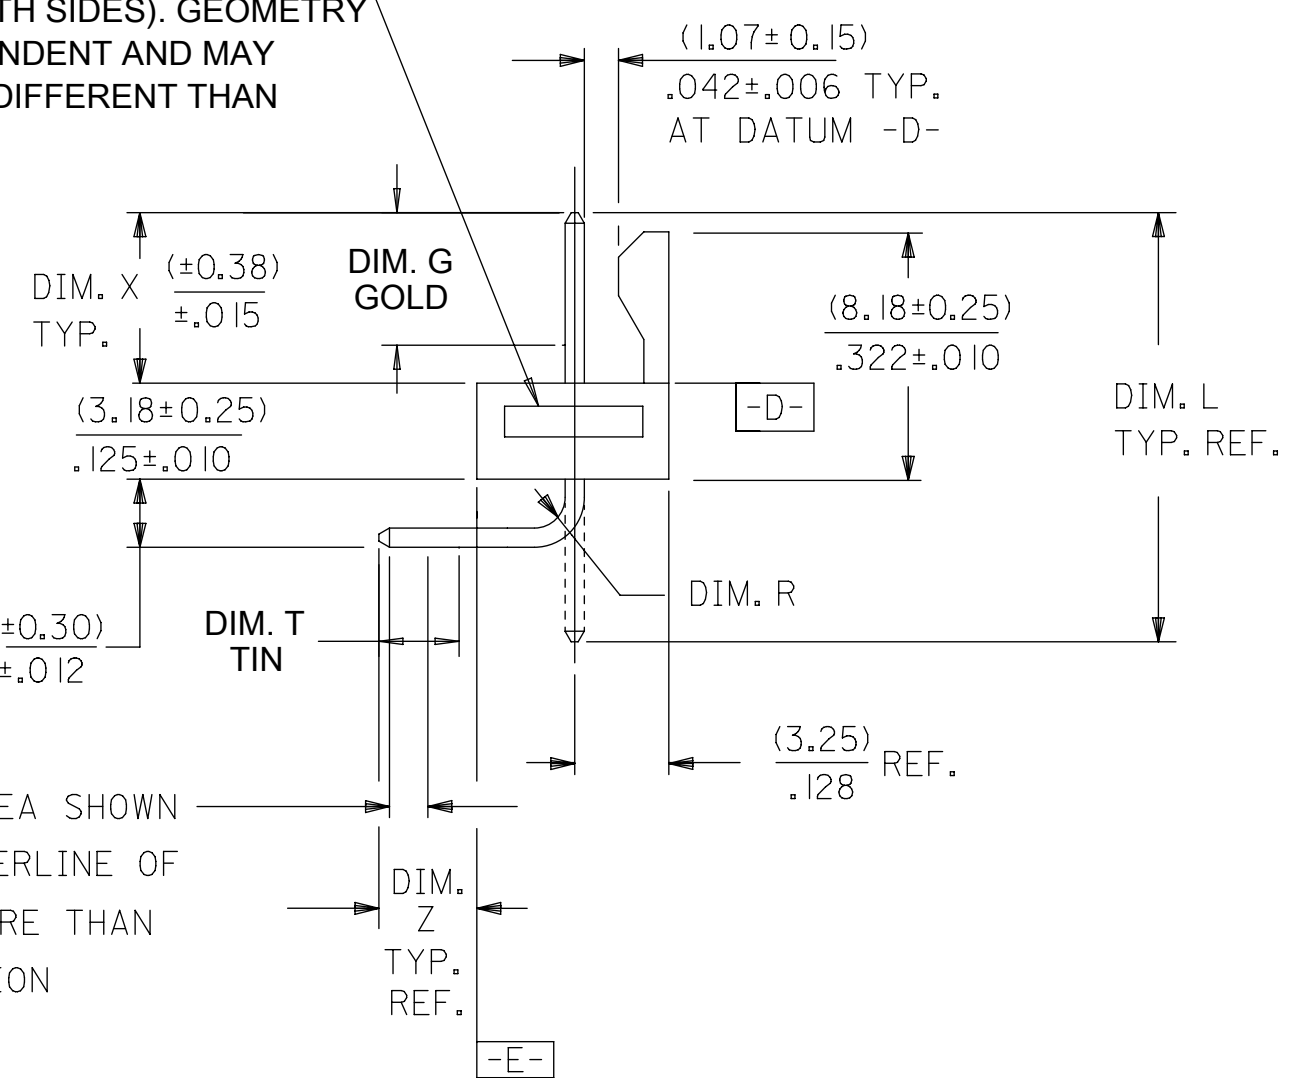 TH SIDES). GEOMETRY
NDENT AND MAY
DIFFERENT THAN
(1.07±0.15)
.042±.006 TYP.
AT DATUM -D-
DIM. X
TYP.
(±0.38)
±.015
DIM. G
GOLD
(8.18±0.25)
.322±.010
(3.18±0.25)
.125±.010
-D-
DIM. L
TYP. REF.
DIM. R
±0.30)
±.012
DIM. T
TIN
(3.25)
.128
REF.
EA SHOWN
ERLINE OF
RE THAN
ION
DIM.
Z
TYP.
REF.
-E-